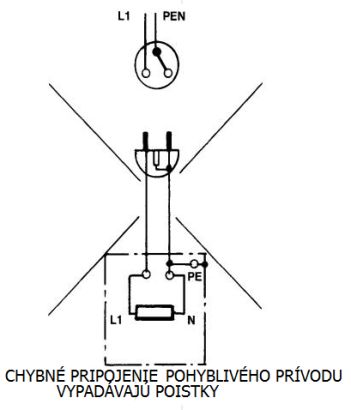 L1 PEN
PE
L1 N
CHYBNÉ PRIPOJENIE POHYBLIVÉHO PRÍVODU
VYPADÁVAJÚ POISTKY